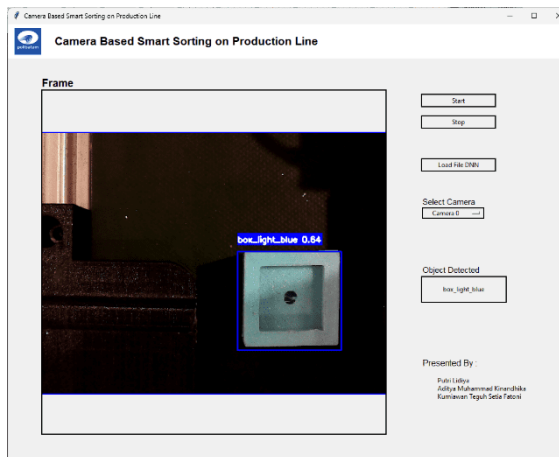 Camera Based Smart Sorting on Production Line
Camera Based Smart Sorting on Production Line
Frame
Start
Stop
Load File DNN
box_light_blue 0.64
Select Camera
Camera 0
Object Detected
box_light_blue
Presented By :
Putri Lidiya
Aditya Muhammad Kinandhika
Kurniawan Teguh Setia Fatoni